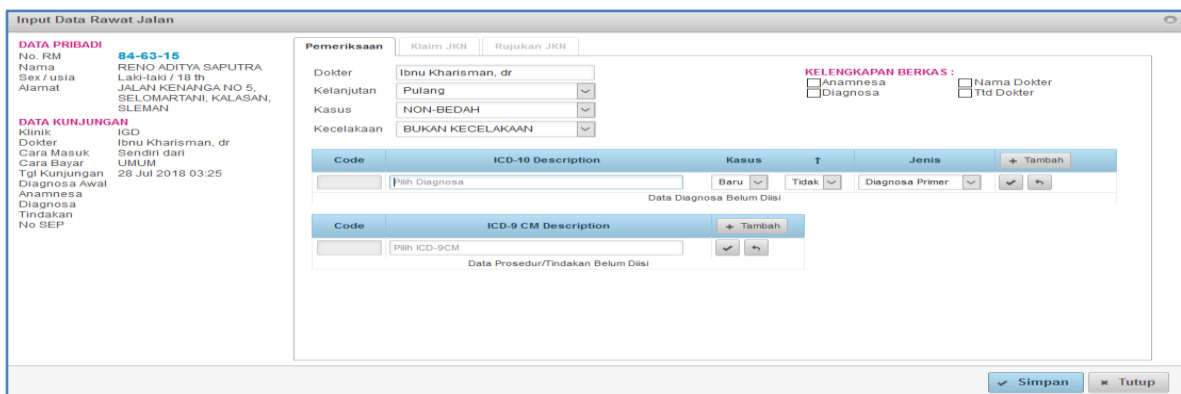 Input Data Rawat Jalan
DATA PRIBADI
No. RM 84-63-15
Nama RENO ADITYA SAPUTRA
Sex / usia Laki-laki / 18 th
Alamat JALAN KENANGA NO 5,
SELOMARTANI, KALASAN,
SLEMAN
DATA KUNJUNGAN
Klinik IGD
Dokter Ibnu Kharisman, dr
Cara Masuk Sendiri dari
Cara Bayar UMUM
Tgl Kunjungan 28 Jul 2018 03:25
Diagnosa Awal
Anamnesa
Diagnosa
Tindakan
No SEP
Pemeriksaan Klaim JKN Rujukan JKN
Dokter Ibnu Kharisman, dr
Kelanjutan Pulang
Kasus NON-BEDAH
Kecelakaan BUKAN KECELAKAAN
KELENGKAPAN BERKAS :
Anamnesa Nama Dokter
Diagnosa Ttd Dokter
Code ICD-10 Description Kasus † Jenis + Tambah
Pilih Diagnosa Baru Tidak Diagnosa Primer
Data Diagnosa Belum Diisi
Code ICD-9 CM Description + Tambah
Pilih ICD-9CM
Data Prosedur/Tindakan Belum Diisi
Simpan Tutup